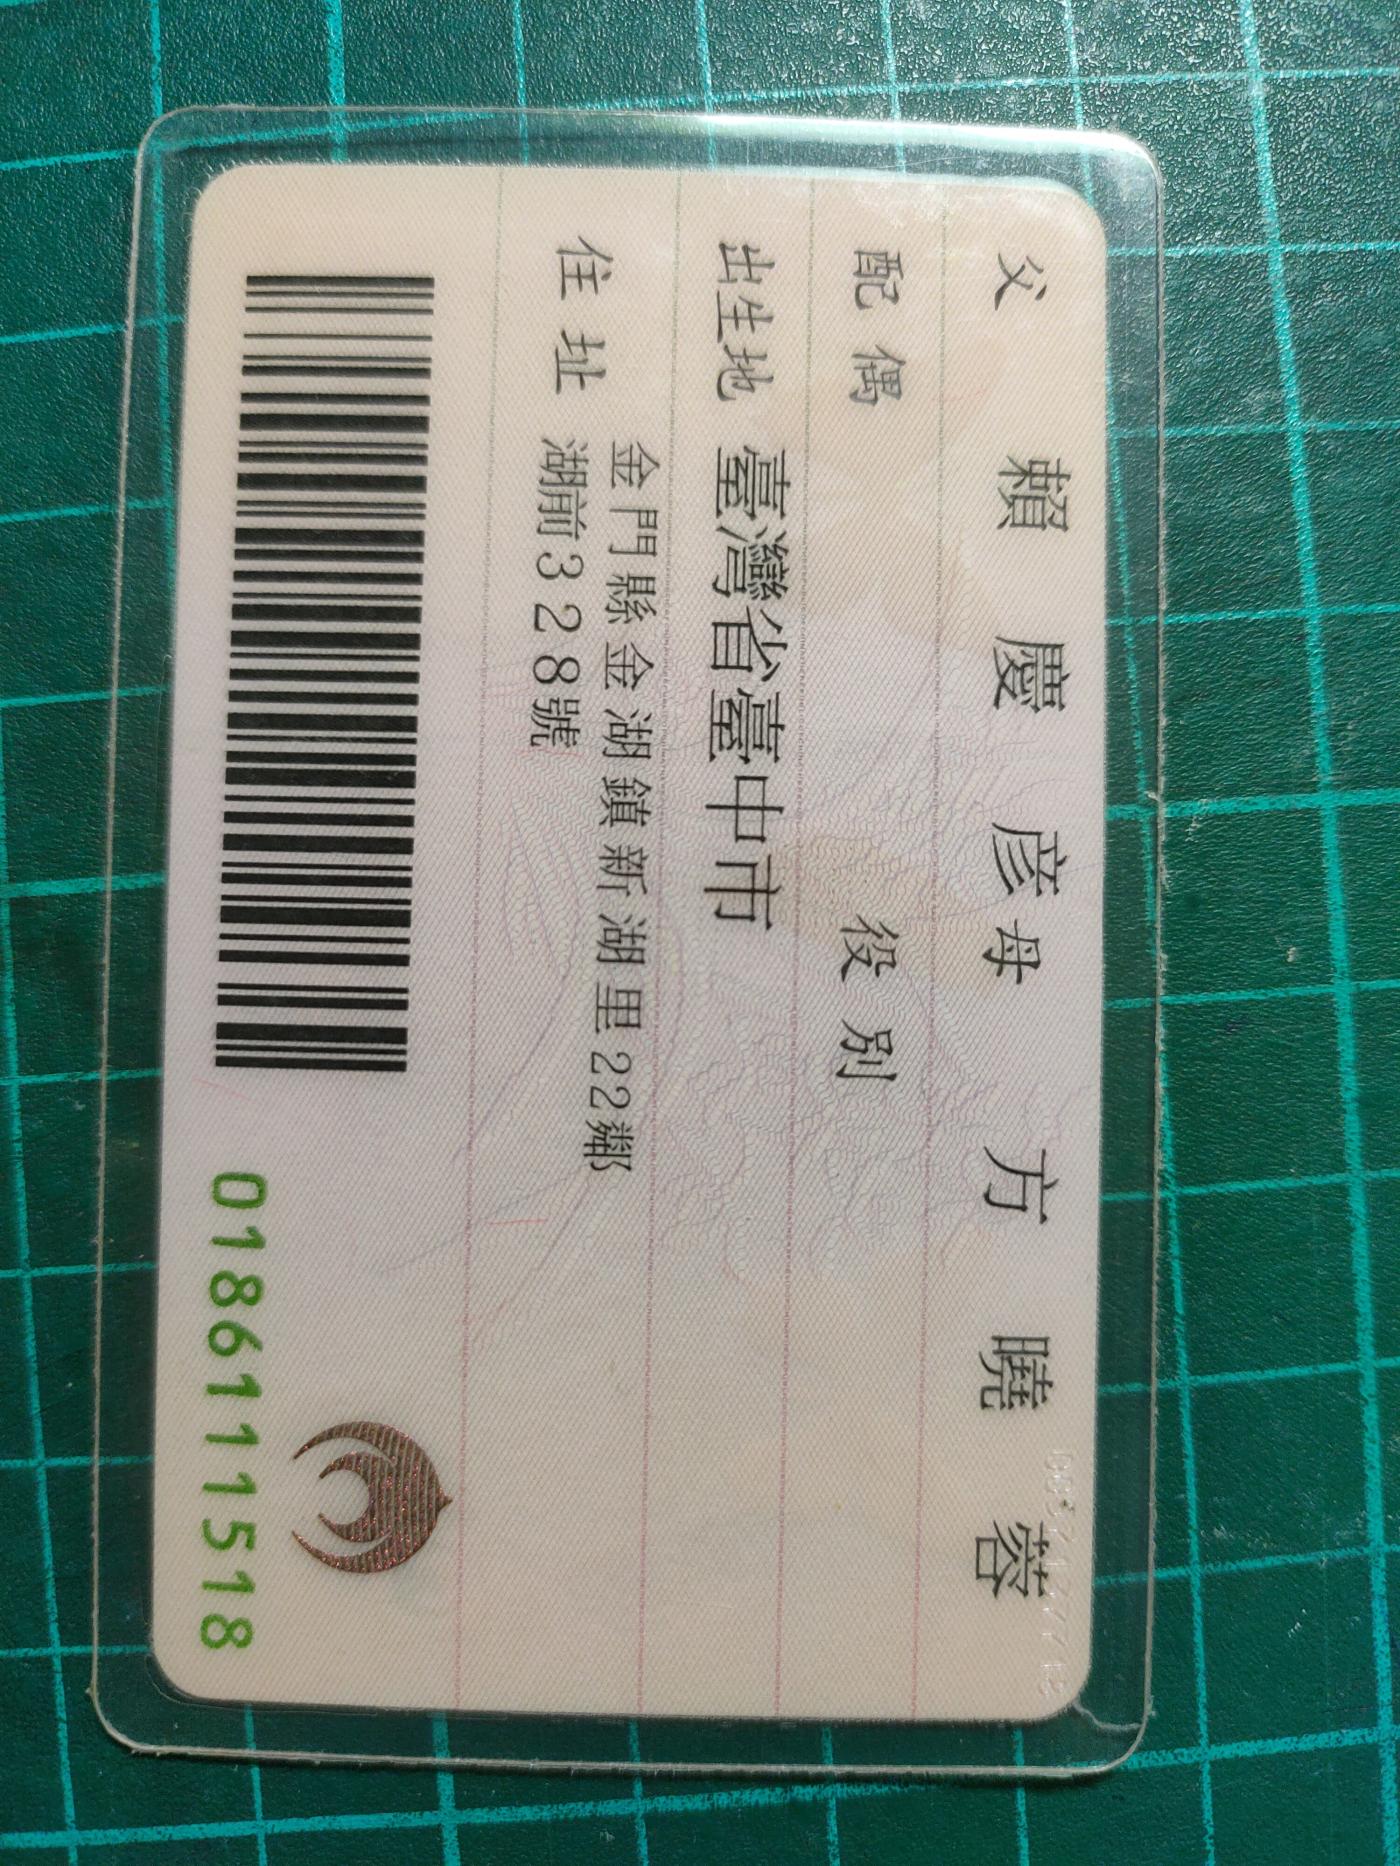 父 賴慶彦 母 方曉蓉
配偶 役別
出生地 臺灣省臺中市
住址 金門縣金湖鎮新湖里22鄰
湖前328號
0186111518